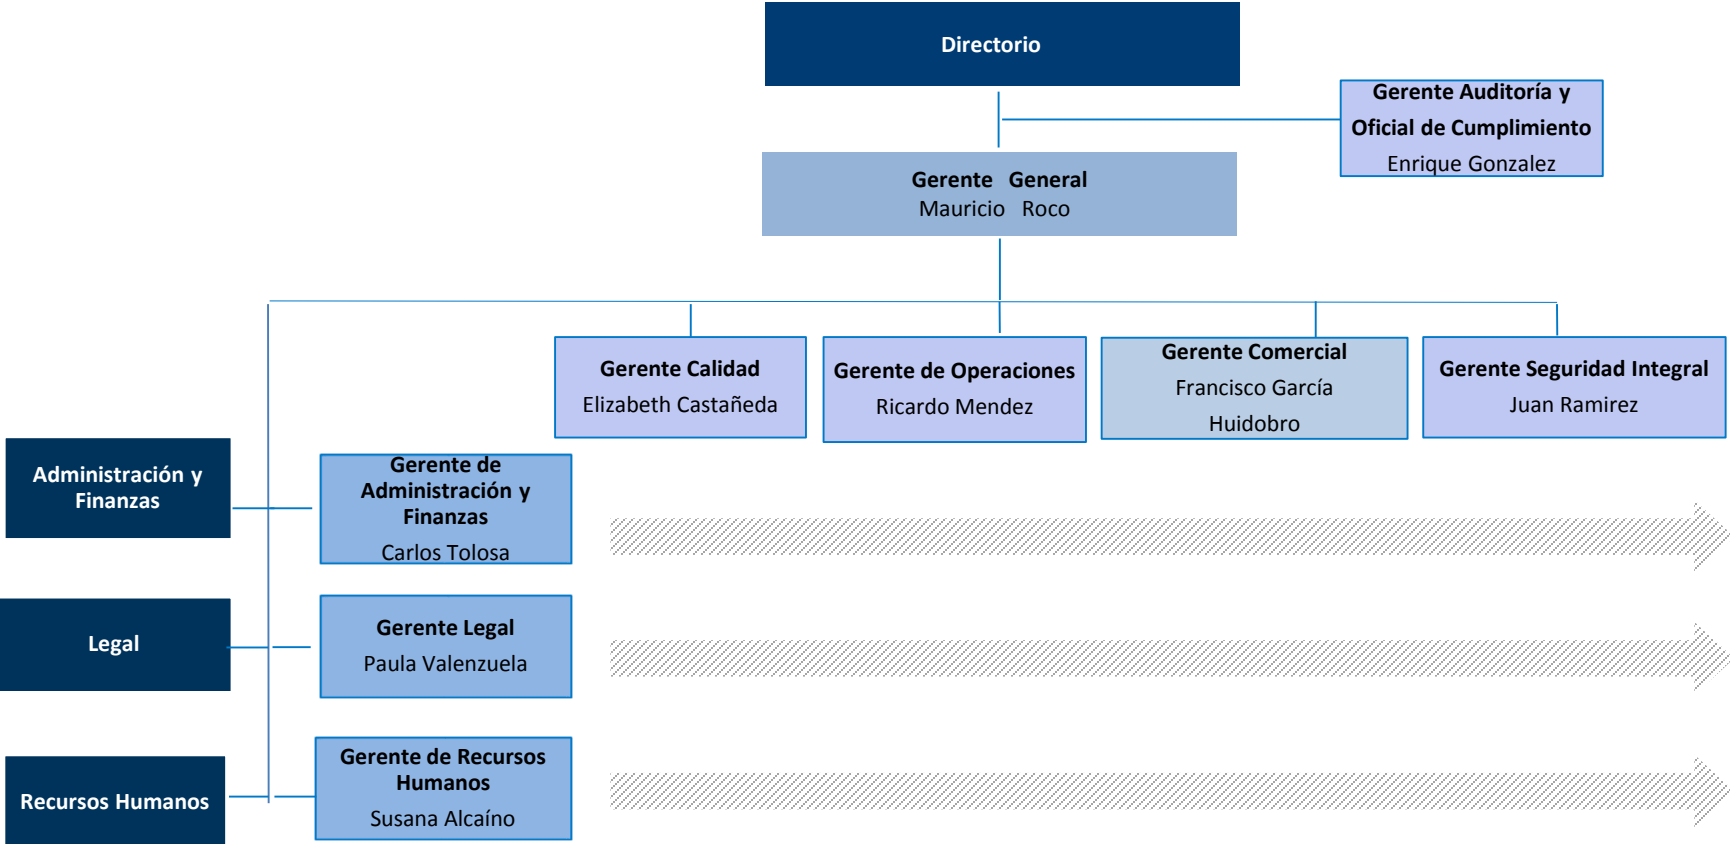 Directorio
Gerente Auditoría y
Oficial de Cumplimiento
Enrique Gonzalez
Gerente General
Mauricio Roco
Gerente Calidad
Elizabeth Castañeda
Gerente de Operaciones
Ricardo Mendez
Gerente Comercial
Francisco García
Huidobro
Gerente Seguridad Integral
Juan Ramirez
Administración y
Finanzas
Gerente de
Administración y
Finanzas
Carlos Tolosa
Legal
Gerente Legal
Paula Valenzuela
Recursos Humanos
Gerente de Recursos
Humanos
Susana Alcaíno